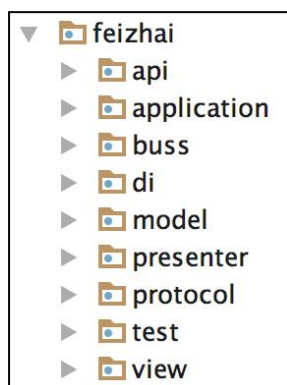 feizhai
api
application
buss
di
model
presenter
protocol
test
view